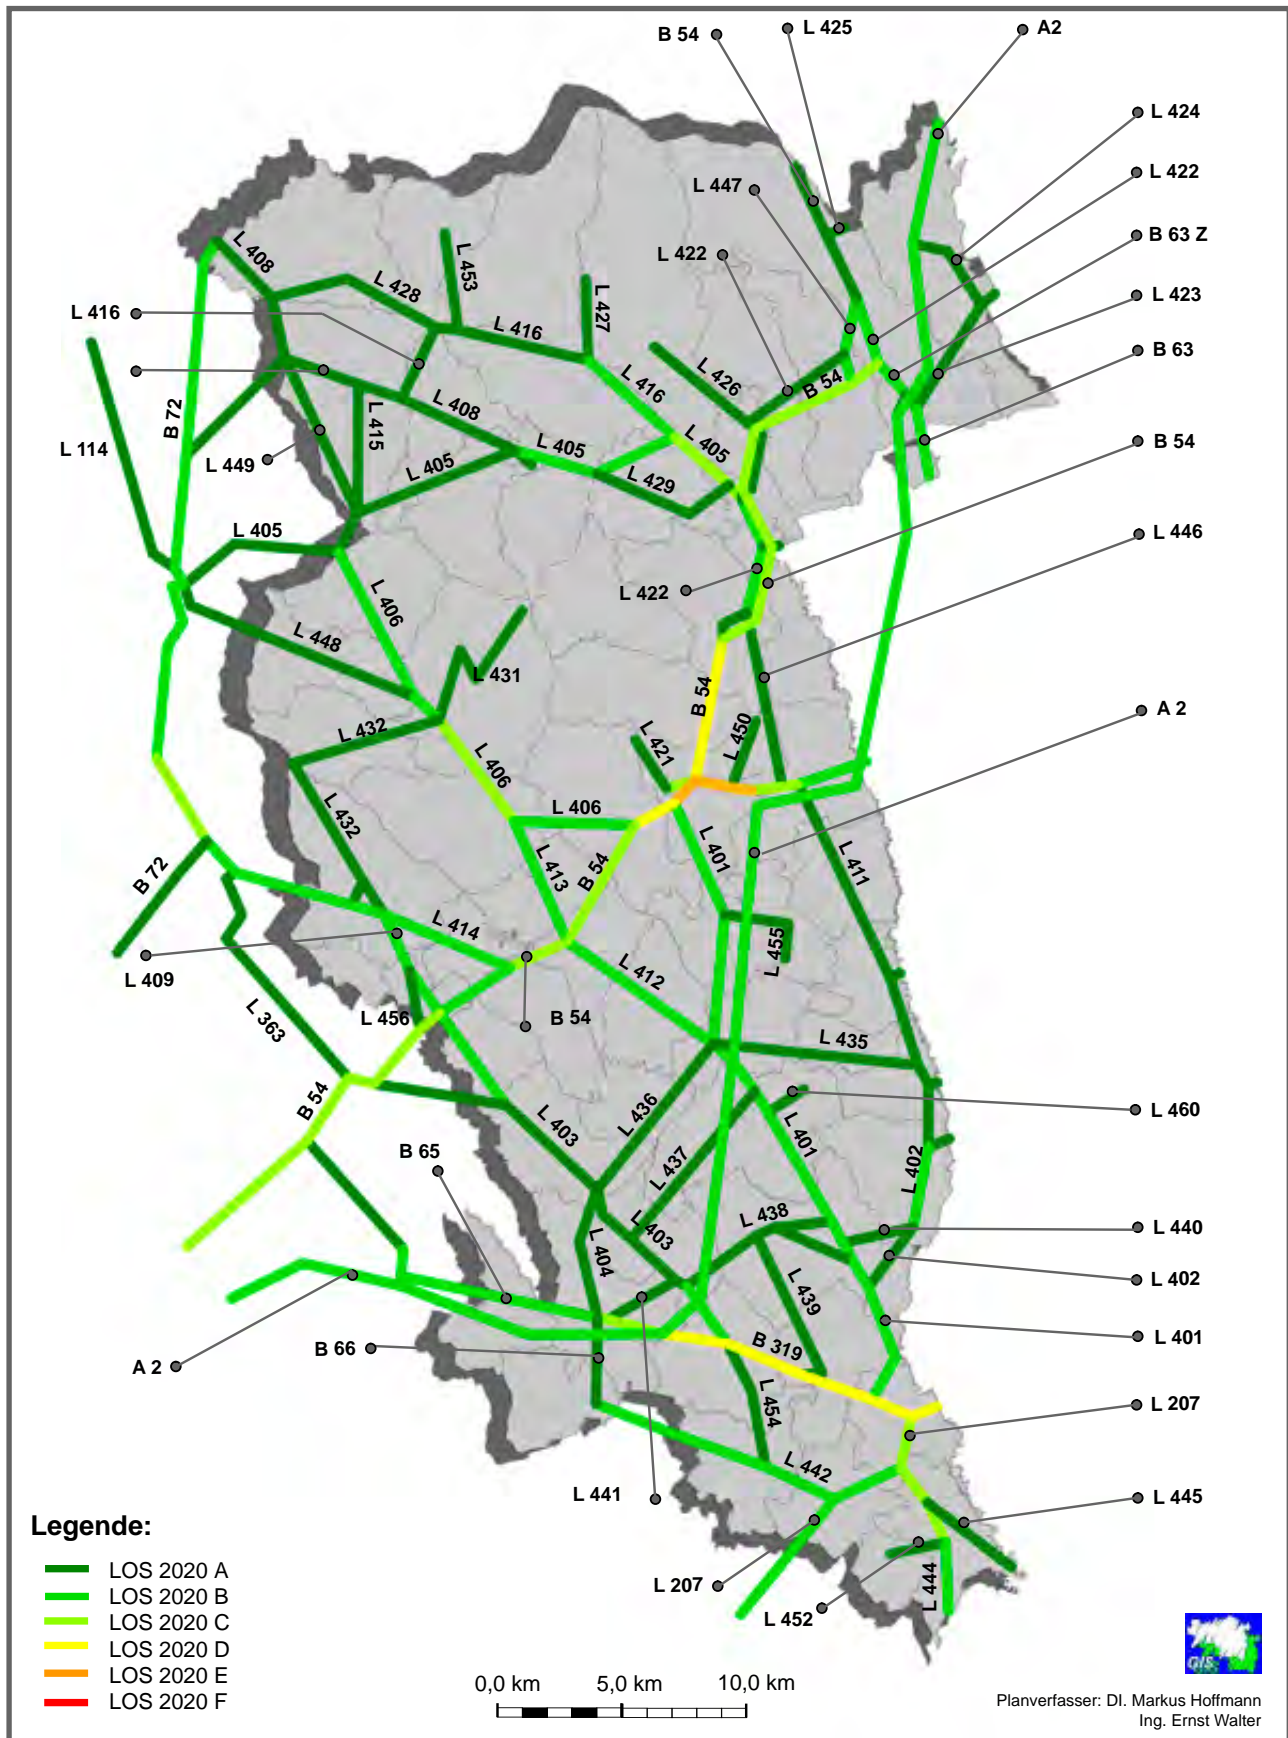 B 54
L 425
A2
L 424
L 447
L 422
L 422
B 63 Z
L 408
L 453
L 428
L 427
L 423
L 416
L 416
B 63
L 426
B 54
B 72
L 416
L 415
L 408
L 114
L 405
L 405
B 54
L 449
L 405
L 429
L 405
L 446
L 422
L 406
L 448
L 431
B 54
A 2
L 432
L 421
L 450
L 406
L 406
L 432
L 401
B 54
L 413
L 411
B 72
L 414
L 455
L 409
L 412
B 54
L 456
L 363
L 435
B 54
L 436
L 460
L 403
L 401
B 65
L 437
L 402
L 438
L 440
L 403
L 404
L 402
L 439
L 401
B 66
B 319
A 2
L 454
L 207
L 442
L 441
L 445
L 207
L 452
L 444
Legende:
LOS 2020 A
LOS 2020 B
LOS 2020 C
LOS 2020 D
LOS 2020 E
LOS 2020 F
0,0 km
5,0 km
10,0 km
GIS
Planverfasser: DI. Markus Hoffmann
Ing. Ernst Walter